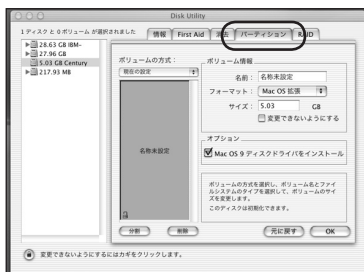 Disk Utility
1 ディスク と 0 ボリューム が選択されました
情報 First Aid 消去 パーティション RAID
28.63 GB IBM-
27.96 GB
5.03 GB Century
217.93 MB
ボリュームの方式：
現在の設定
名称未設定
分割 削除
ボリューム情報
名前： 名称未設定
フォーマット： Mac OS 拡張
サイズ： 5.03 GB
変更できないようにする
オプション
Mac OS 9 ディスクドライバをインストール
ボリュームの方式を選択し、ボリューム名とファイ
ルシステムのタイプを選択して、ボリュームのサイ
ズを変更します。
このディスクは初期化できます。
元に戻す OK
変更できないようにするにはカギをクリックします。